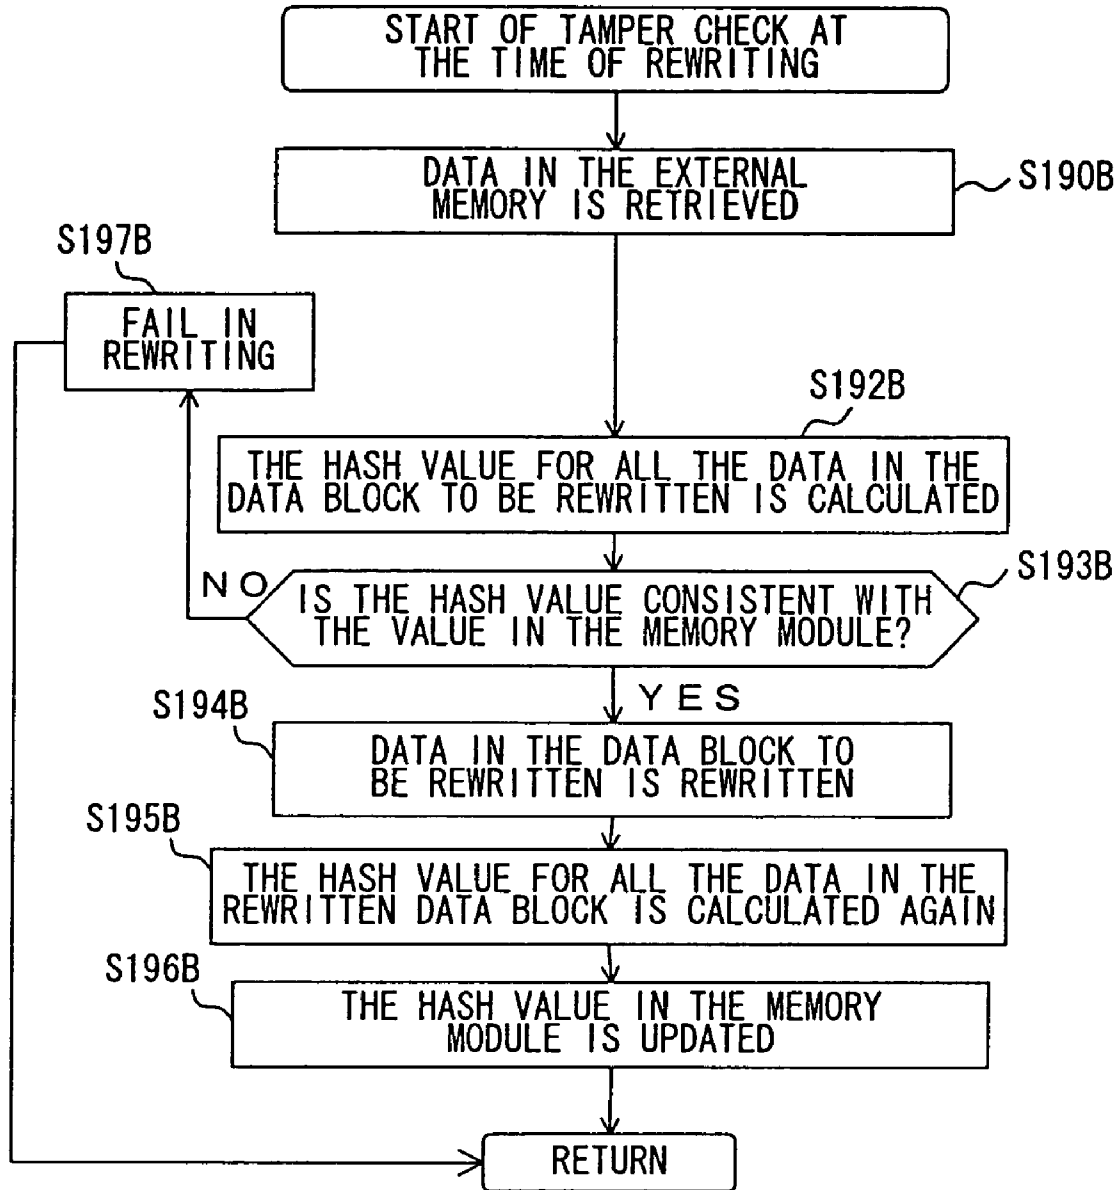 START OF TAMPER CHECK AT
THE TIME OF REWRITING
DATA IN THE EXTERNAL
MEMORY IS RETRIEVED
S190B
S197B
FAIL IN
REWRITING
S192B
THE HASH VALUE FOR ALL THE DATA IN THE
DATA BLOCK TO BE REWRITTEN IS CALCULATED
S193B
NO
IS THE HASH VALUE CONSISTENT WITH
THE VALUE IN THE MEMORY MODULE?
YES
S194B
DATA IN THE DATA BLOCK TO
BE REWRITTEN IS REWRITTEN
S195B
THE HASH VALUE FOR ALL THE DATA IN THE
REWRITTEN DATA BLOCK IS CALCULATED AGAIN
S196B
THE HASH VALUE IN THE MEMORY
MODULE IS UPDATED
RETURN